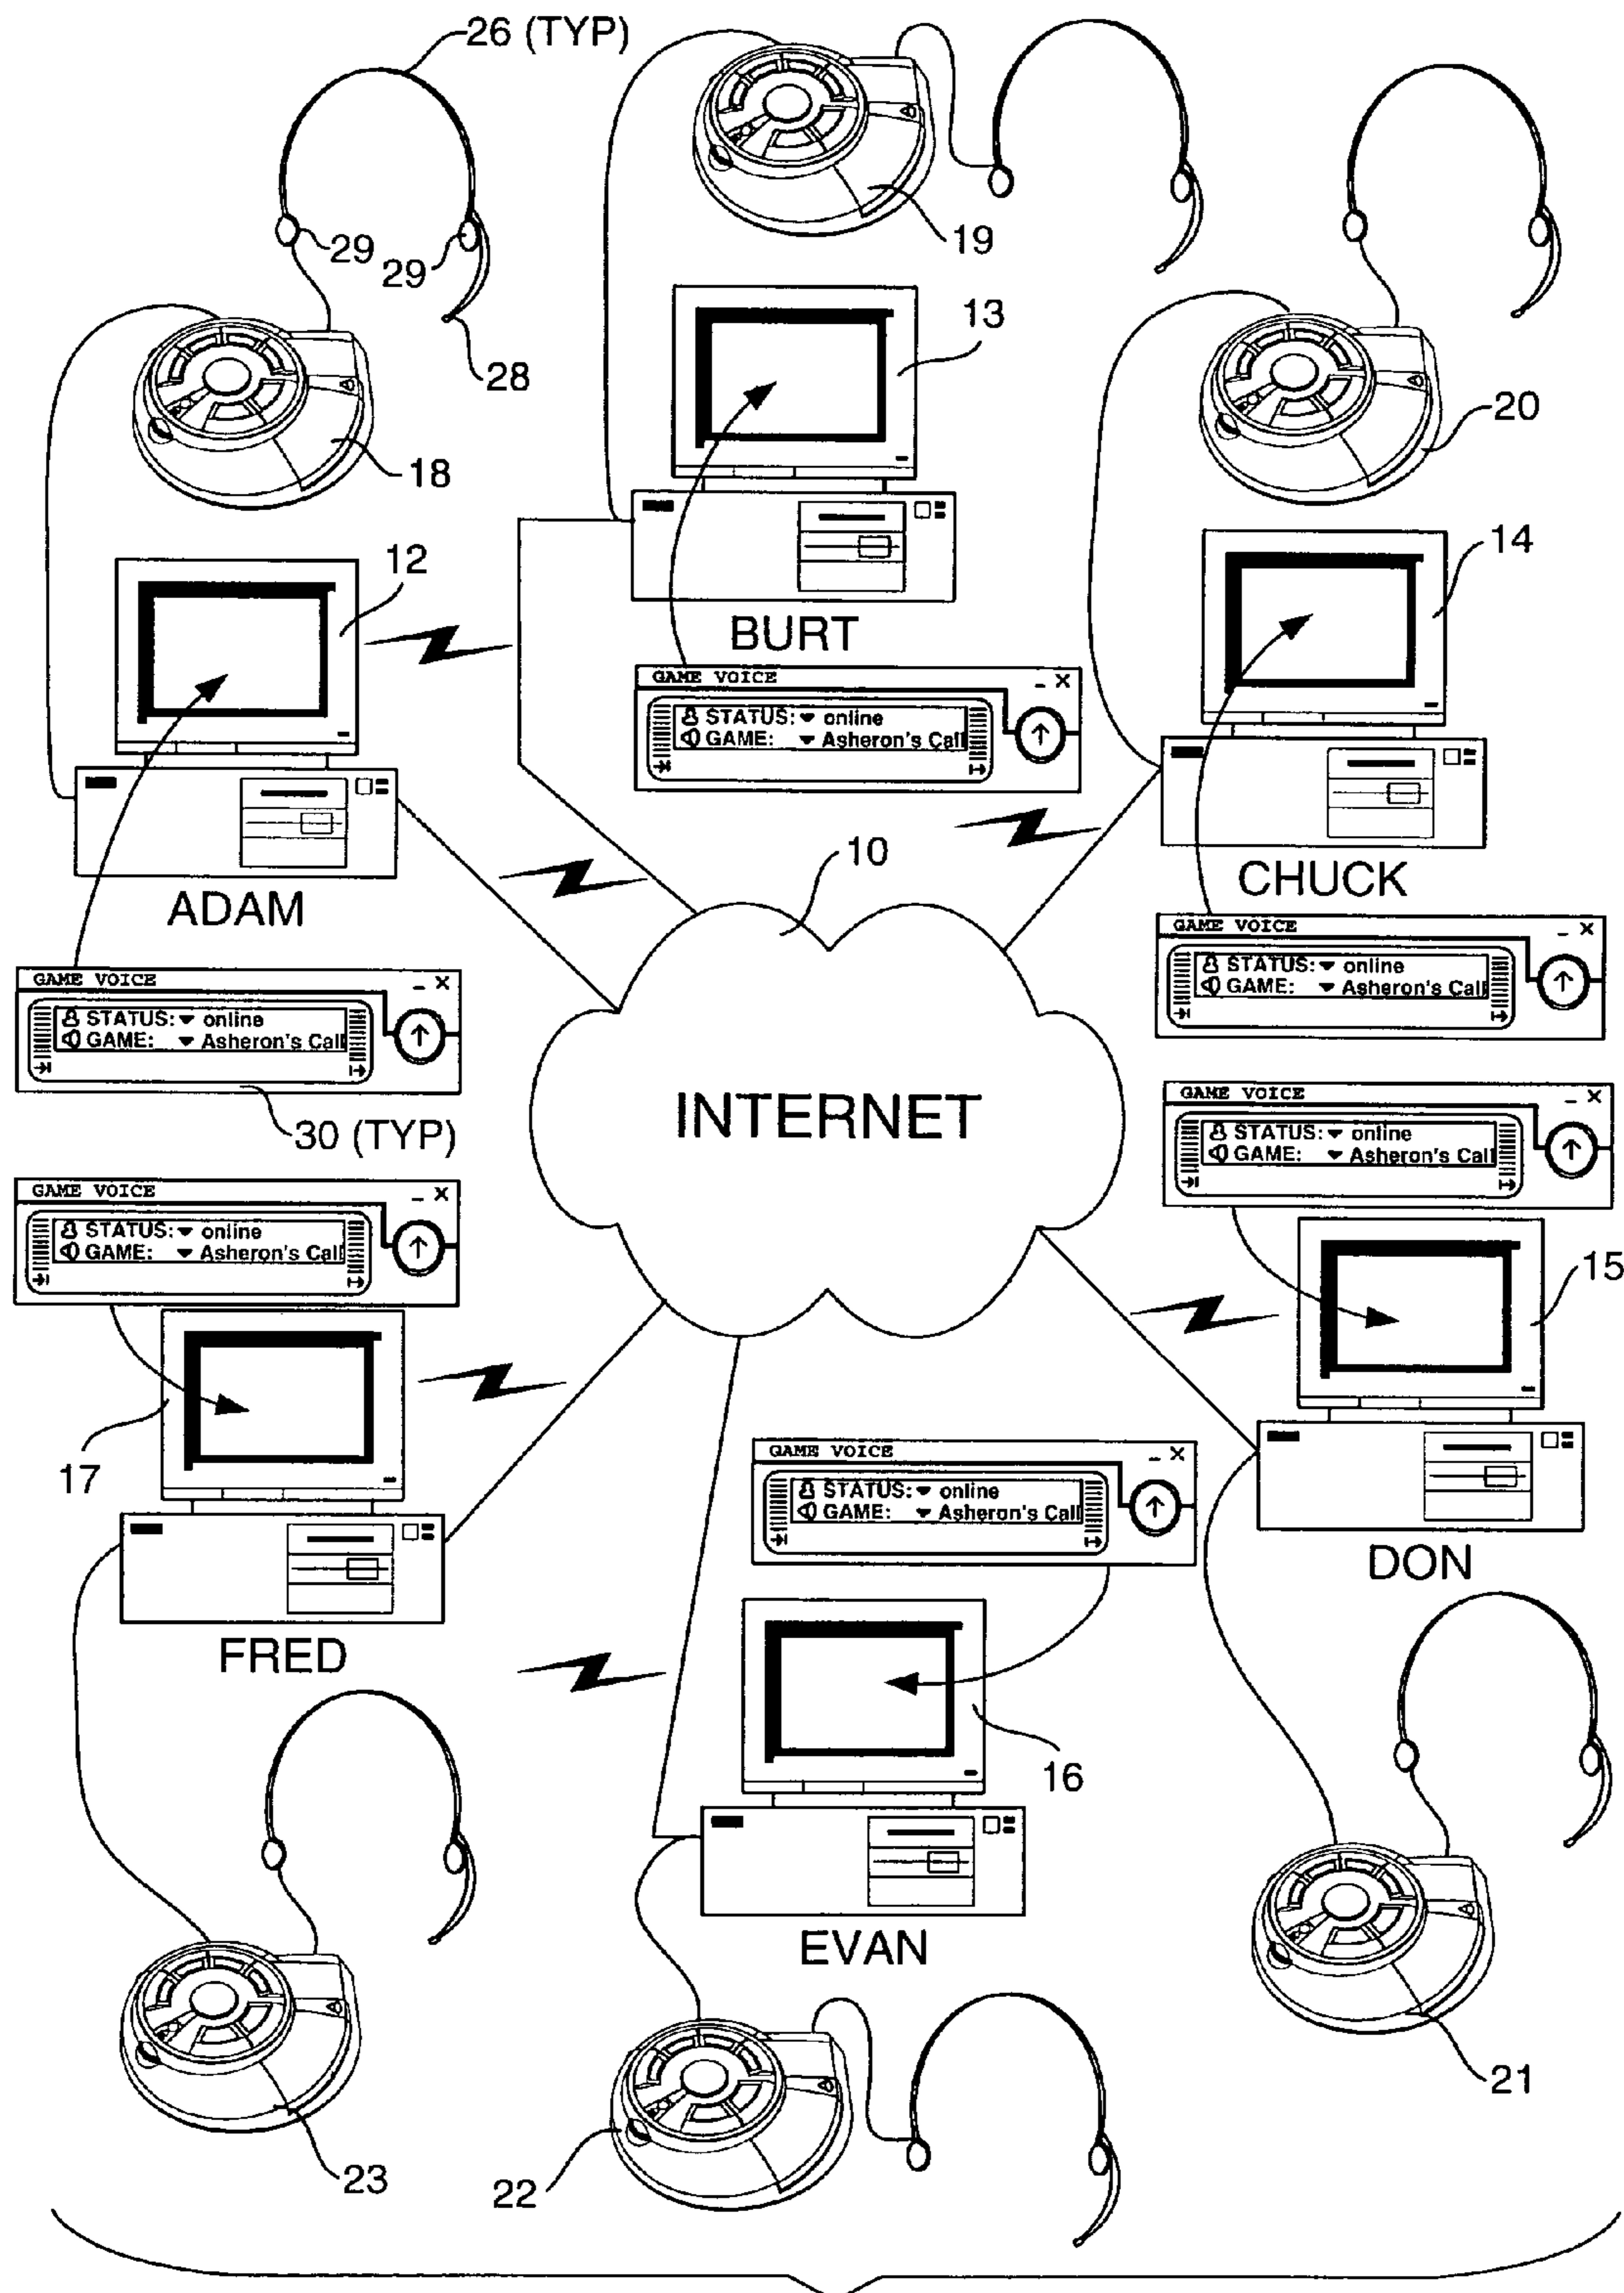 26 (TYP)
29
29
28
18
19
13
20
12
14
BURT
GAME VOICE
STATUS: online
GAME: Asheron's Call
ADAM
10
CHUCK
GAME VOICE
STATUS: online
GAME: Asheron's Call
GAME VOICE
STATUS: online
GAME: Asheron's Call
30 (TYP)
INTERNET
GAME VOICE
STATUS: online
GAME: Asheron's Call
GAME VOICE
STATUS: online
GAME: Asheron's Call
15
17
GAME VOICE
STATUS: online
GAME: Asheron's Call
DON
FRED
16
EVAN
21
23
22